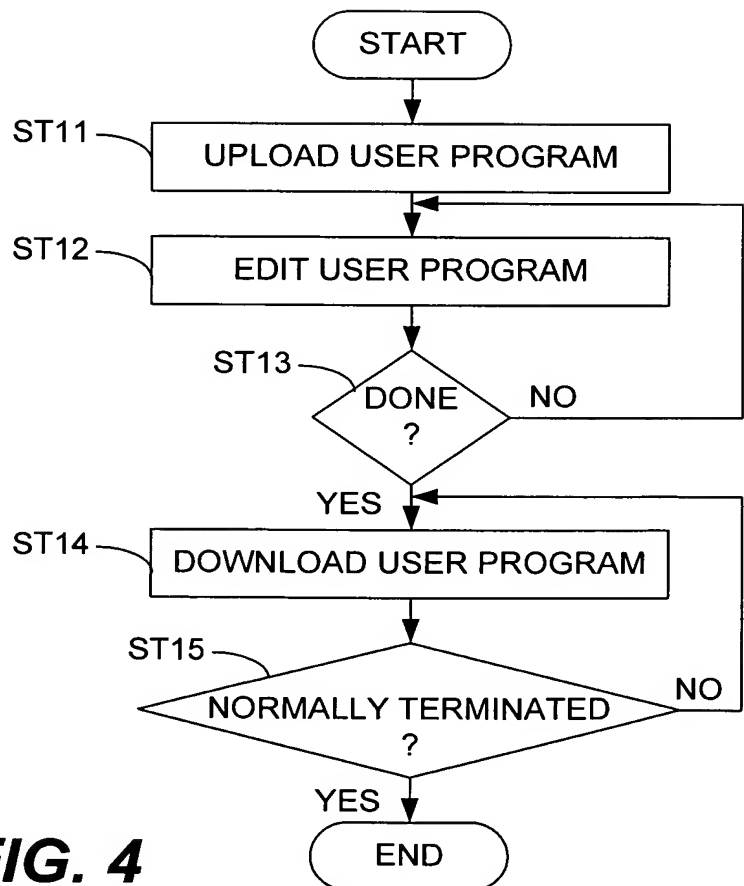 START
ST11
UPLOAD USER PROGRAM
ST12
EDIT USER PROGRAM
ST13
DONE
?
NO
YES
ST14
DOWNLOAD USER PROGRAM
ST15
NORMALLY TERMINATED
?
NO
YES
END
FIG. 4